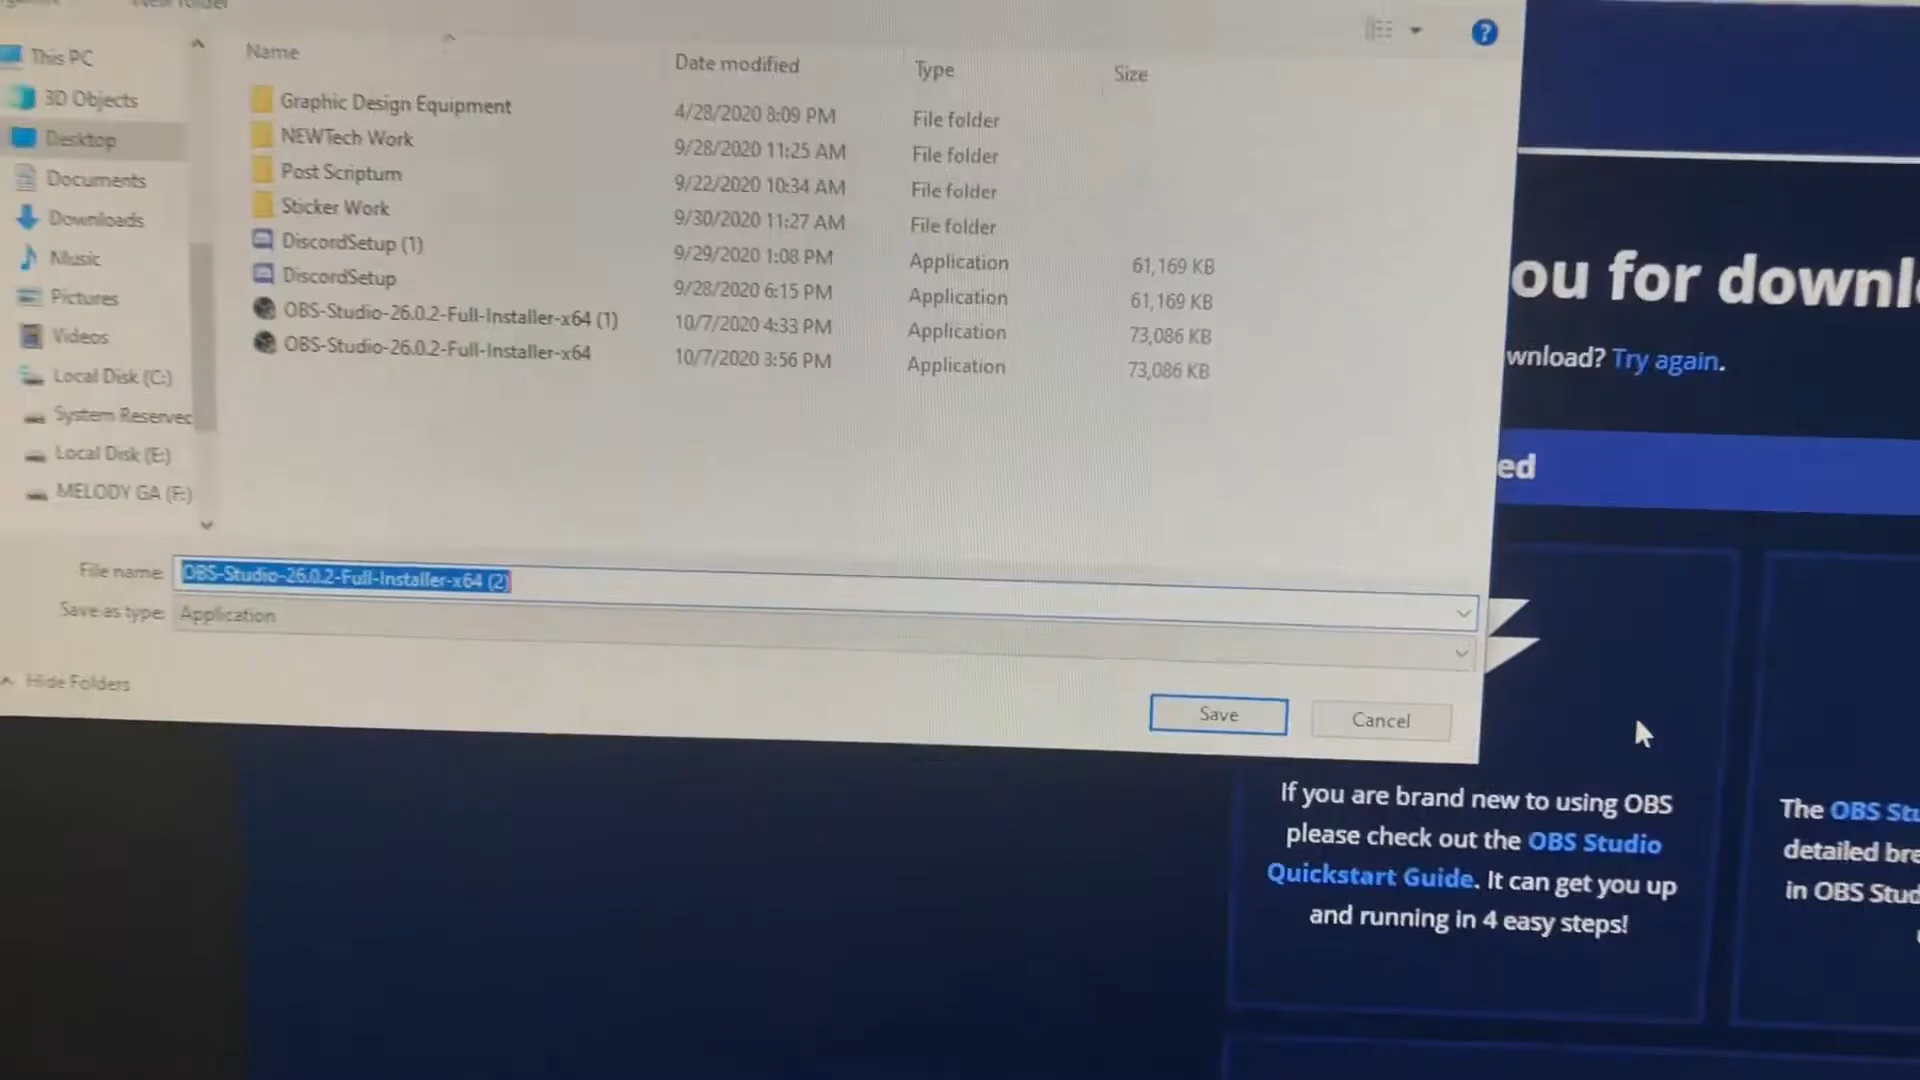 New folder
This PC
3D Objects
Desktop
Documents
Downloads
Music
Pictures
Videos
Local Disk (C:)
System Reserved
Local Disk (E:)
MELODY GA (F:)
Name Date modified Type Size
Graphic Design Equipment 4/28/2020 8:09 PM File folder
NEWTech Work 9/28/2020 11:25 AM File folder
Post Scriptum 9/22/2020 10:34 AM File folder
Sticker Work 9/30/2020 11:27 AM File folder
DiscordSetup (1) 9/29/2020 1:08 PM Application 61,169 KB
DiscordSetup 9/28/2020 6:15 PM Application 61,169 KB
OBS-Studio-26.0.2-Full-Installer-x64 (1) 10/7/2020 4:33 PM Application 73,086 KB
OBS-Studio-26.0.2-Full-Installer-x64 10/7/2020 3:56 PM Application 73,086 KB
File name: OBS-Studio-26.0.2-Full-Installer-x64 (2)
Save as type: Application
Hide Folders
Save Cancel
ou for downl
wnload? Try again.
ed
If you are brand new to using OBS
please check out the OBS Studio
Quickstart Guide. It can get you up
and running in 4 easy steps!
The OBS Stu
detailed bre
in OBS Stud